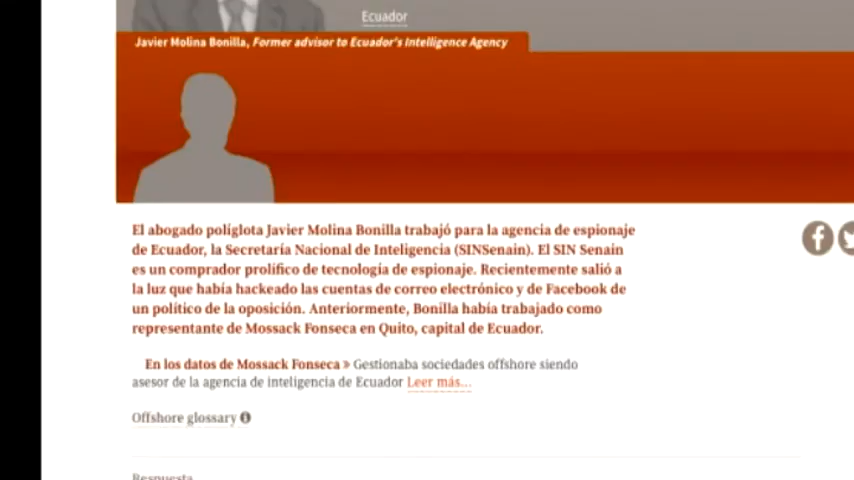 Ecuador
Javier Molina Bonilla, Former advisor to Ecuador's Intelligence Agency
El abogado políglota Javier Molina Bonilla trabajó para la agencia de espionaje
de Ecuador, la Secretaría Nacional de Inteligencia (SINSenain). El SIN Senain
es un comprador prolífico de tecnología de espionaje. Recientemente salió a
la luz que había hackeado las cuentas de correo electrónico y de Facebook de
un político de la oposición. Anteriormente, Bonilla había trabajado como
representante de Mossack Fonseca en Quito, capital de Ecuador.
En los datos de Mossack Fonseca » Gestionaba sociedades offshore siendo
asesor de la agencia de inteligencia de Ecuador Leer más...
Offshore glossary
Respuesta